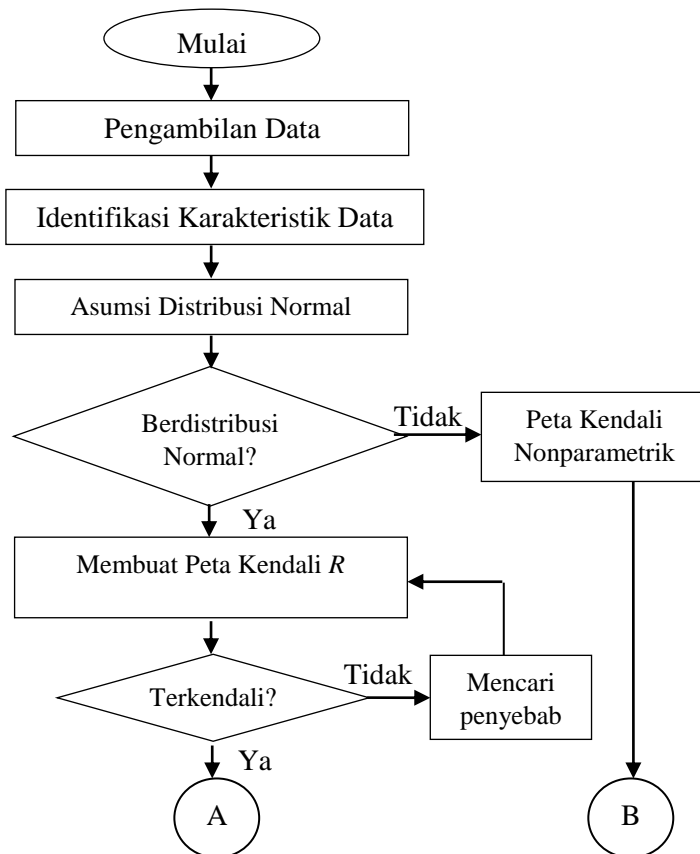 Mulai
Pengambilan Data
Identifikasi Karakteristik Data
Asumsi Distribusi Normal
Berdistribusi
Normal?
Tidak
Peta Kendali
Nonparametrik
Ya
Membuat Peta Kendali R
Terkendali?
Tidak
Mencari
penyebab
Ya
A
B